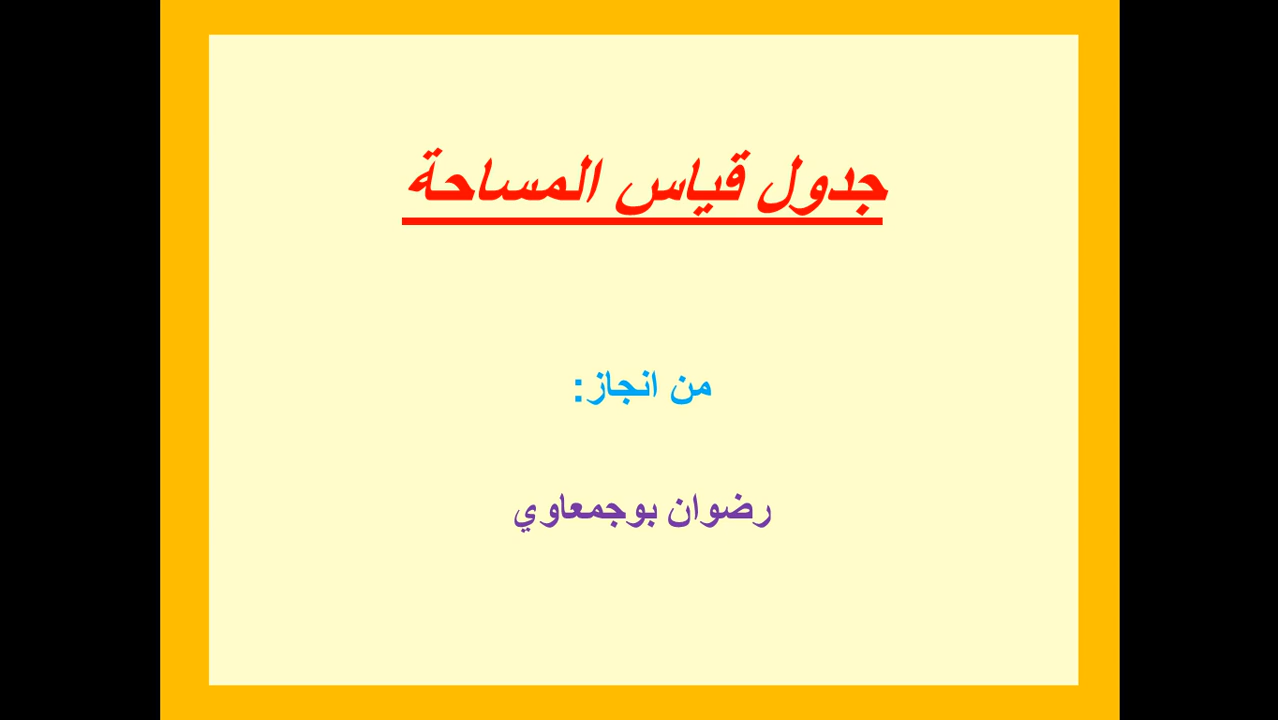 جدول قياس المساحة
من انجاز:
رضوان بوجمعاوي